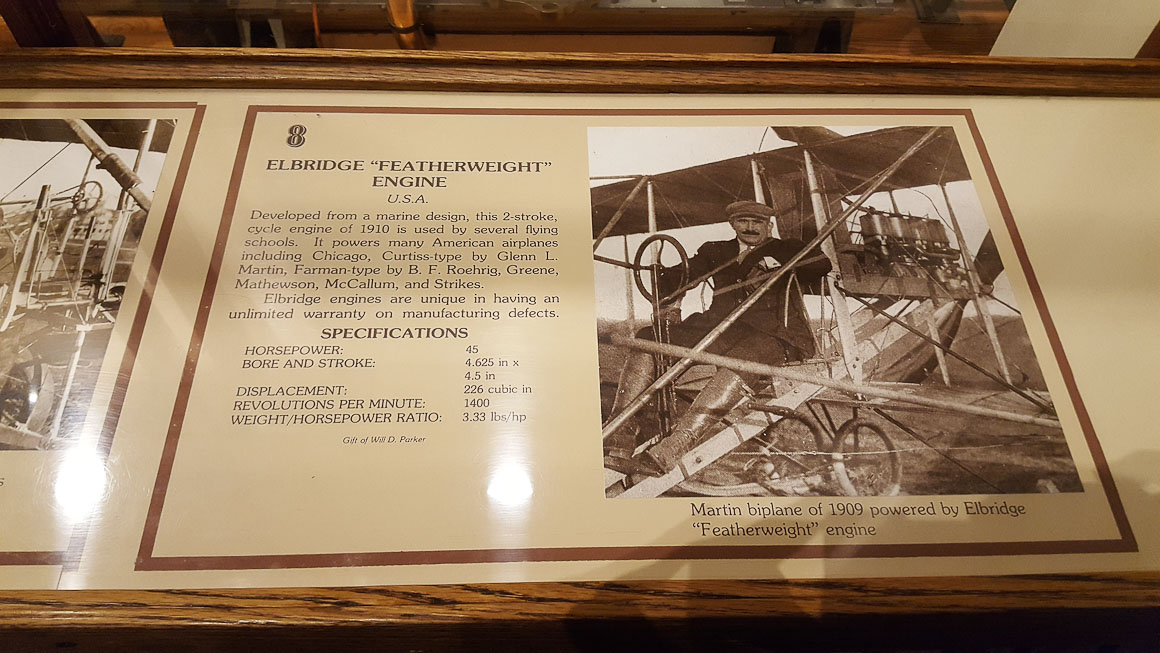 8
ELBRIDGE “FEATHERWEIGHT”
ENGINE
U.S.A.
Developed from a marine design, this 2-stroke,
cycle engine of 1910 is used by several flying
schools. It powers many American airplanes
including Chicago, Curtiss-type by Glenn L.
Martin, Farman-type by B. F. Roehrig, Greene,
Mathewson, McCallum, and Strikes.
Elbridge engines are unique in having an
unlimited warranty on manufacturing defects.
SPECIFICATIONS
HORSEPOWER: 45
BORE AND STROKE: 4.625 in x
4.5 in
DISPLACEMENT: 226 cubic in
REVOLUTIONS PER MINUTE: 1400
WEIGHT/HORSEPOWER RATIO: 3.33 lbs/hp
Gift of Will D. Parker
Martin biplane of 1909 powered by Elbridge
“Featherweight” engine